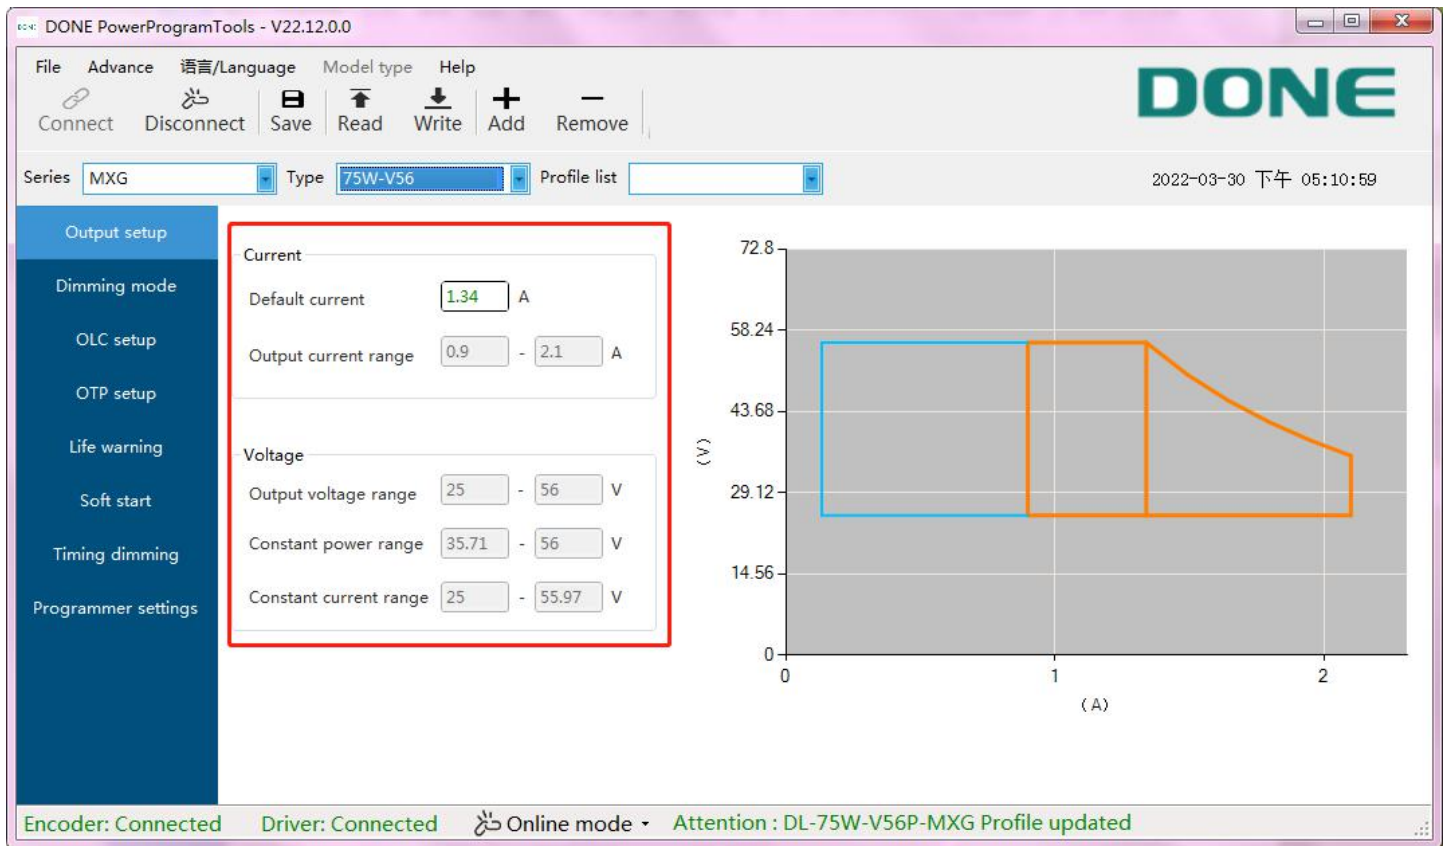 DONE PowerProgramTools - V22.12.0.0
File Advance 语言/Language Model type Help
DONE
Connect Disconnect Save Read Write Add Remove
Series MXG Type 75W-V56 Profile list
2022-03-30 下午 05:10:59
Output setup
Dimming mode
OLC setup
OTP setup
Life warning
Soft start
Timing dimming
Programmer settings
Current
Default current 1.34 A
Output current range 0.9 - 2.1 A
Voltage
Output voltage range 25 - 56 V
Constant power range 35.71 - 56 V
Constant current range 25 - 55.97 V
72.8
58.24
43.68
(V)
29.12
14.56
0
0 1 2
(A)
Encoder: Connected Driver: Connected Online mode Attention : DL-75W-V56P-MXG Profile updated